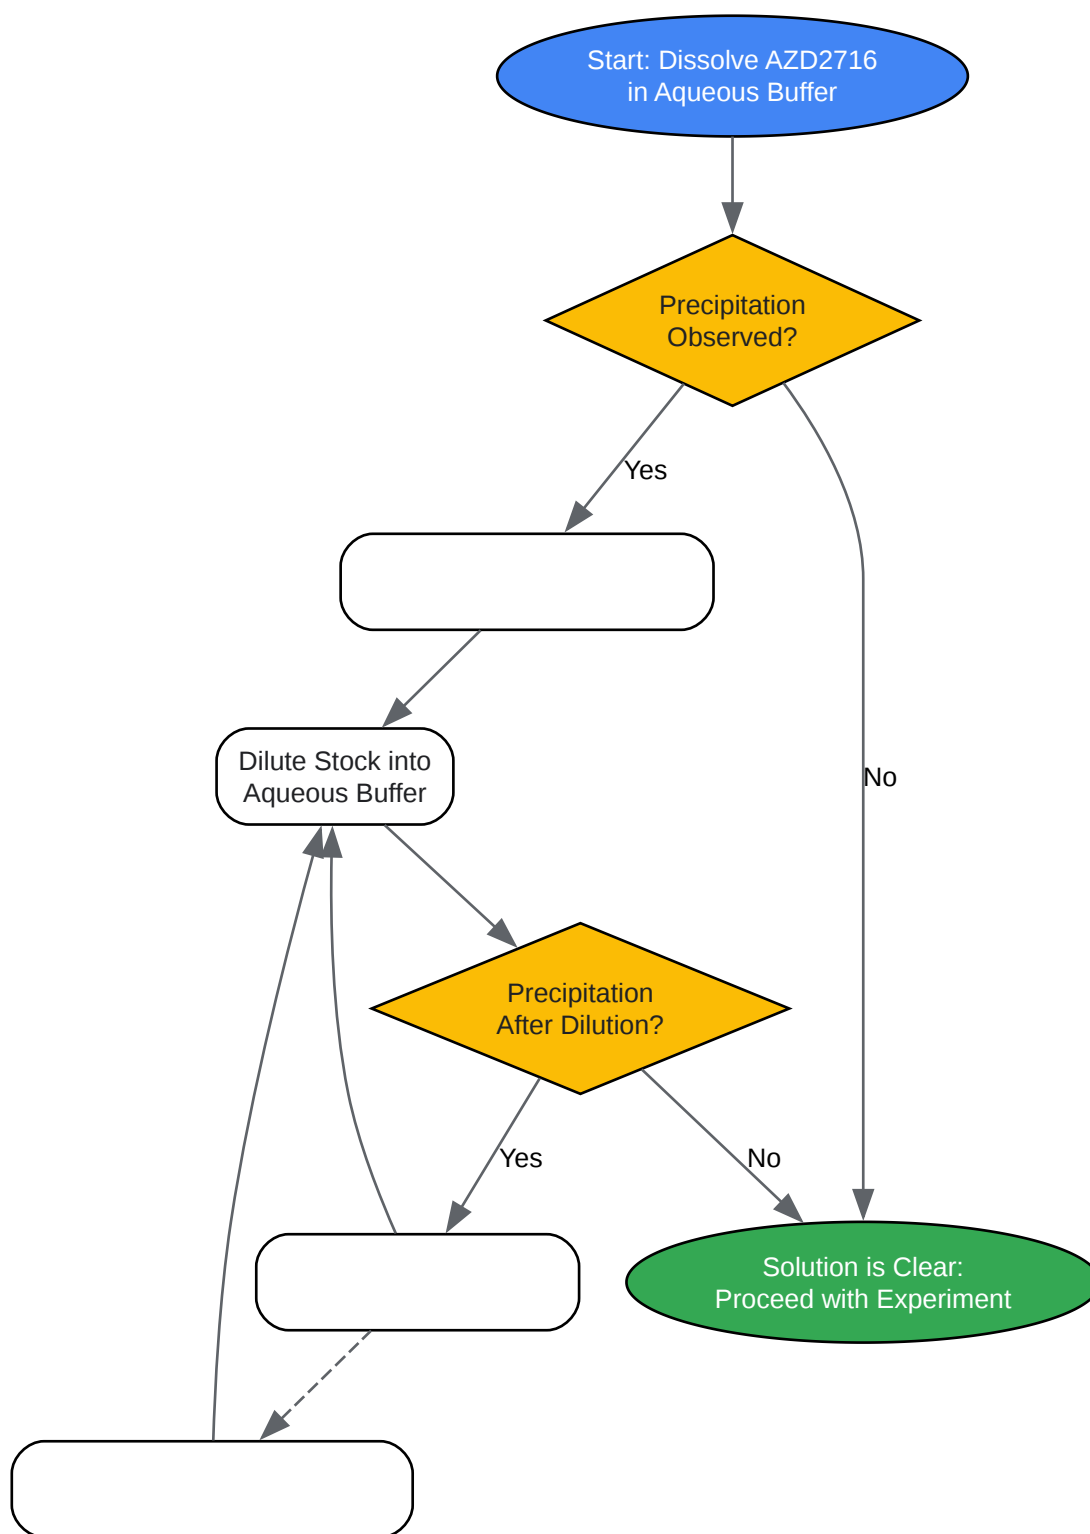 Start: Dissolve AZD2716
in Aqueous Buffer
Precipitation
Observed?
Yes
Dilute Stock into
Aqueous Buffer
No
Precipitation
After Dilution?
Yes
No
Solution is Clear:
Proceed with Experiment